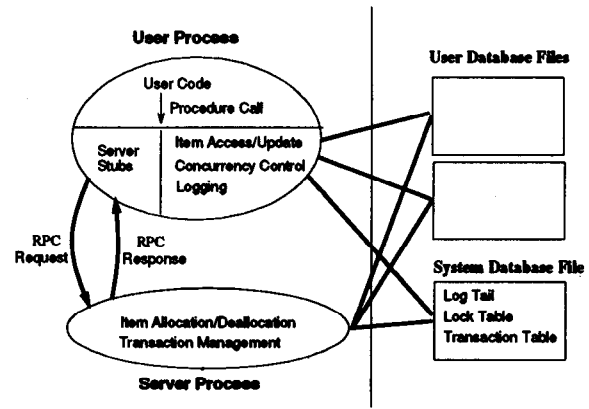 User Process
User Code
Procedure Call
Server
Stubs
Item Access/Update
Concurrency Control
Logging
RPC
Request
RPC
Response
Item Allocation/Deallocation
Transaction Management
Server Process
User Database Files
System Database File
Log Tail
Lock Table
Transaction Table